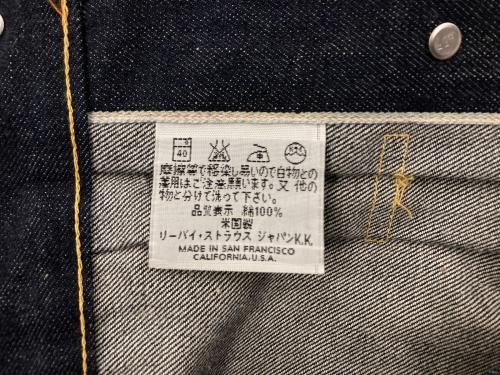 40
摩擦等で移染し易いので白物との
着用はご注意願います。又 他の
物と分けて洗って下さい。
品質表示 綿100%
米国製
リーバイ・ストラウス ジャパンK.K.
MADE IN SAN FRANCISCO
CALIFORNIA, U.S.A.